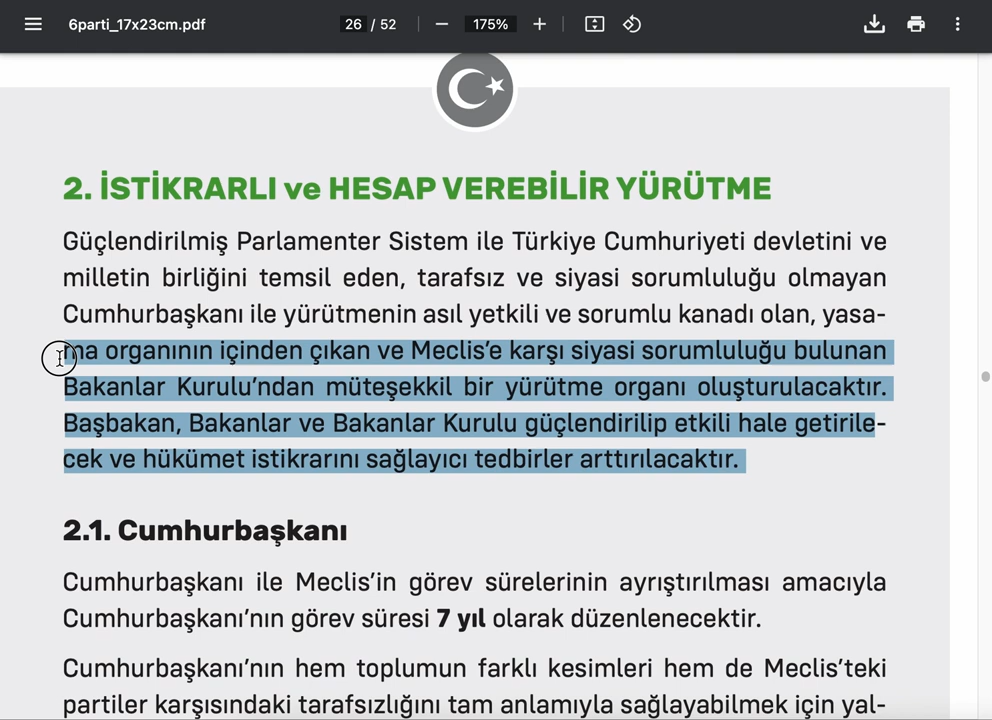 6parti_17x23cm.pdf
26 / 52
175%
2. İSTİKRARLI ve HESAP VEREBİLİR YÜRÜTME
Güçlendirilmiş Parlamenter Sistem ile Türkiye Cumhuriyeti devletini ve
milletin birliğini temsil eden, tarafsız ve siyasi sorumluluğu olmayan
Cumhurbaşkanı ile yürütmenin asıl yetkili ve sorumlu kanadı olan, yasa-
ma organının içinden çıkan ve Meclis’e karşı siyasi sorumluluğu bulunan
Bakanlar Kurulu’ndan müteşekkil bir yürütme organı oluşturulacaktır.
Başbakan, Bakanlar ve Bakanlar Kurulu güçlendirilip etkili hale getirile-
cek ve hükümet istikrarını sağlayıcı tedbirler arttırılacaktır.
2.1. Cumhurbaşkanı
Cumhurbaşkanı ile Meclis’in görev sürelerinin ayrıştırılması amacıyla
Cumhurbaşkanı’nın görev süresi 7 yıl olarak düzenlenecektir.
Cumhurbaşkanı’nın hem toplumun farklı kesimleri hem de Meclis’teki
partiler karşısındaki tarafsızlığını tam anlamıyla sağlayabilmek için yal-